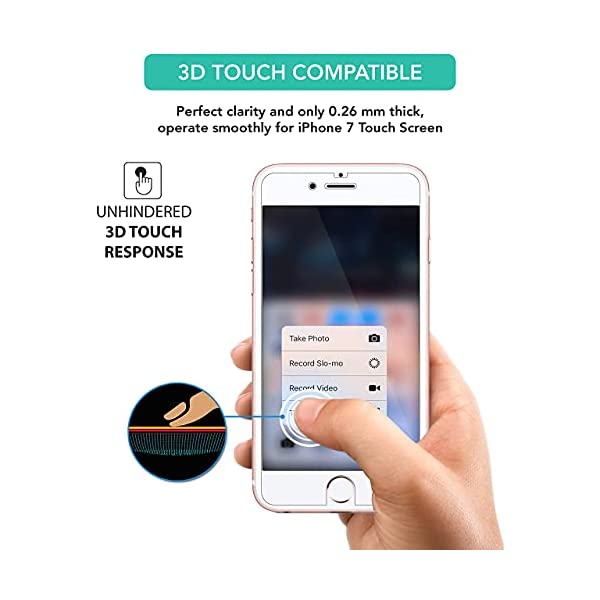 3D TOUCH COMPATIBLE
Perfect clarity and only 0.26 mm thick,
operate smoothly for iPhone 7 Touch Screen
UNHINDERED
3D TOUCH
RESPONSE
Take Photo
Record Slo-mo
Record Video